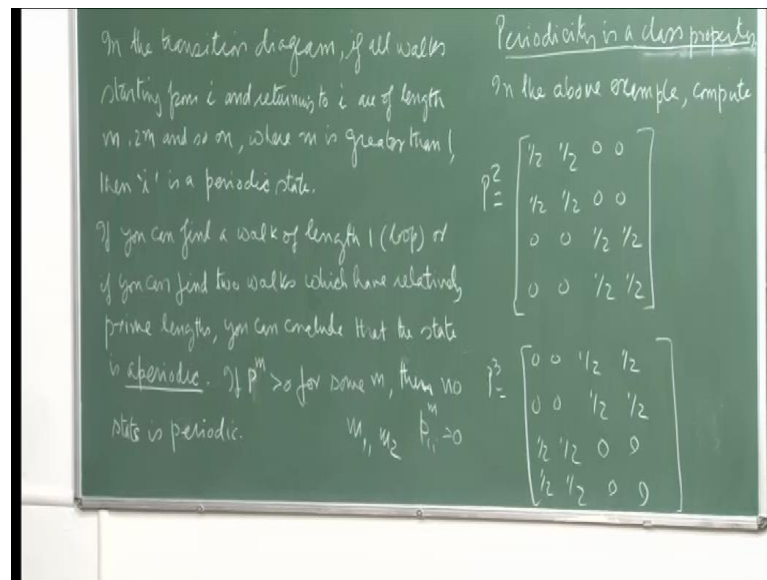 In the transition diagram, if all walks
starting from i and returning to i are of length
m, 2m and so on, where m is greater than 1,
then 'i' is a periodic state.
If you can find a walk of length 1 (loop) or
if you can find two walks which have relatively
prime lengths, you can conclude that the state
is aperiodic. If P^m >0 for some m, then no
state is periodic.
m₁, m₂ P₁₁^m >0
Periodicity is a class property
In the above example, compute
P²= [ 1/2 1/2 0 0
1/2 1/2 0 0
0 0 1/2 1/2
0 0 1/2 1/2 ]
P³= [ 0 0 1/2 1/2
0 0 1/2 1/2
1/2 1/2 0 0
1/2 1/2 0 0 ]